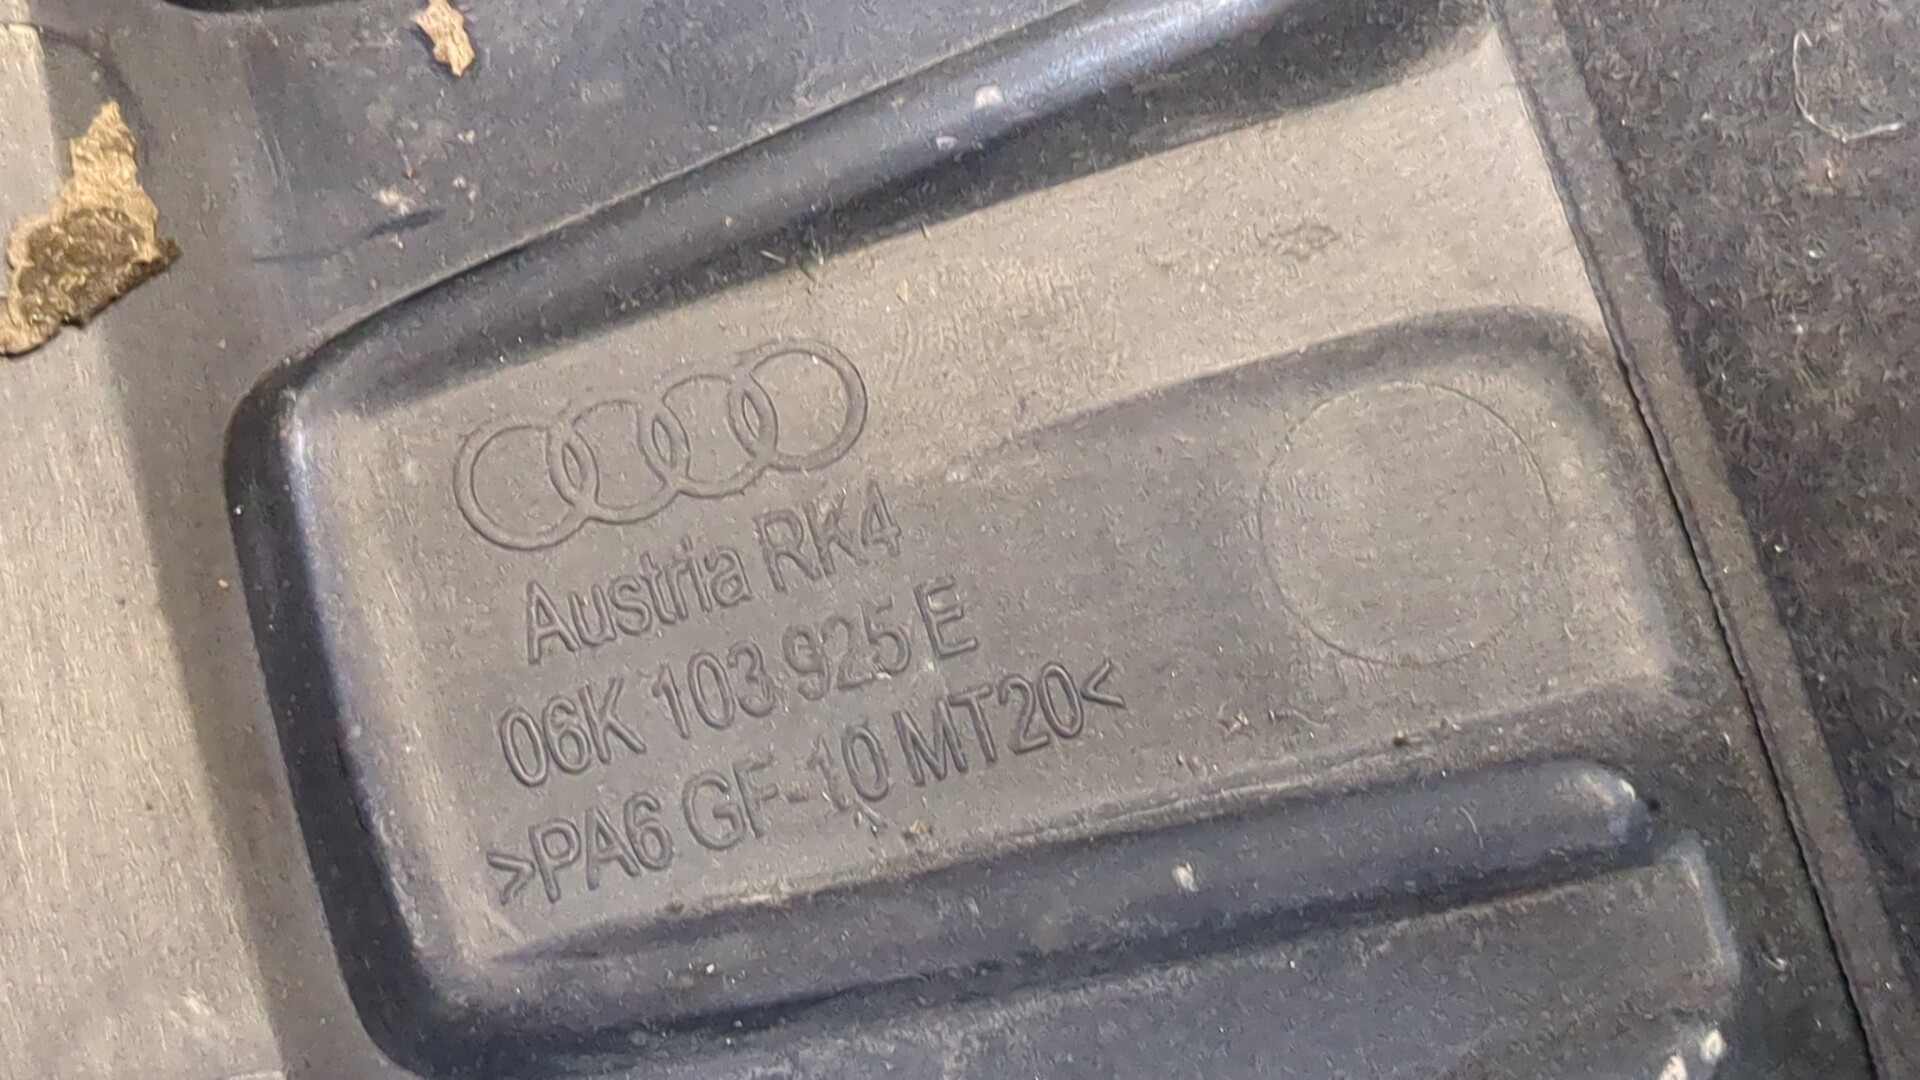 Austria RK4
06K 103 925 E
>PA6 GF-10 MT20<